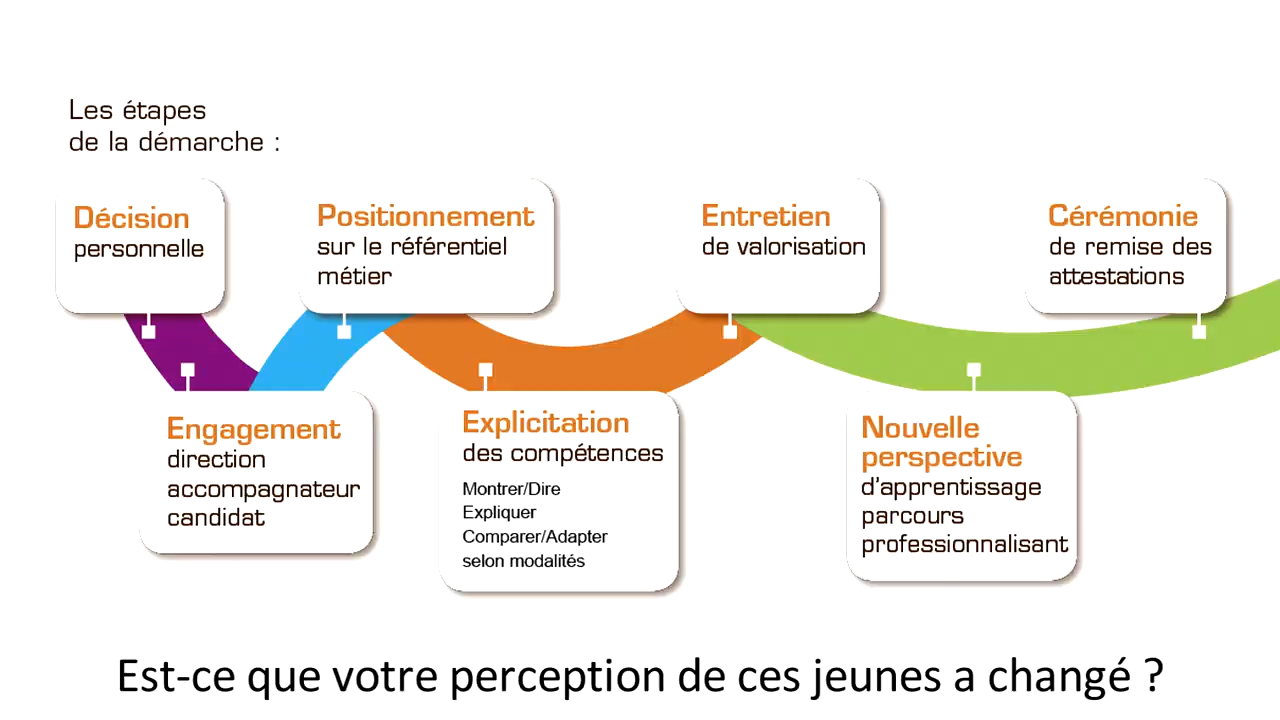 Les étapes
de la démarche :
Décision
personnelle
Engagement
direction
accompagnateur
candidat
Positionnement
sur le référentiel
métier
Explicitation
des compétences
Montrer/Dire
Expliquer
Comparer/Adapter
selon modalités
Entretien
de valorisation
Nouvelle
perspective
d'apprentissage
parcours
professionnalisant
Cérémonie
de remise des
attestations
Est-ce que votre perception de ces jeunes a changé ?